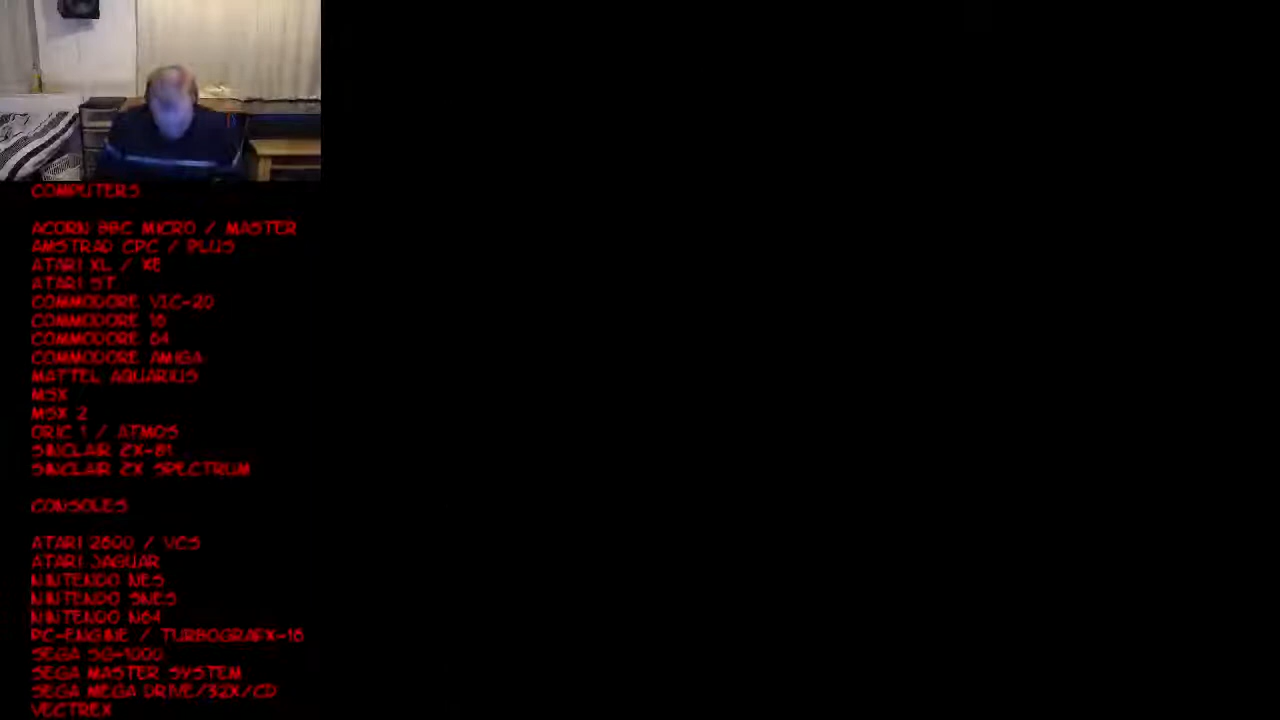 COMPUTERS
ACORN BBC MICRO / MASTER
AMSTRAD CPC / PLUS
ATARI XL / XE
ATARI ST
COMMODORE VIC-20
COMMODORE 16
COMMODORE 64
COMMODORE AMIGA
MATTEL AQUARIUS
MSX
MSX 2
ORIC 1 / ATMOS
SINCLAIR ZX-81
SINCLAIR ZX SPECTRUM
CONSOLES
ATARI 2600 / VCS
ATARI JAGUAR
NINTENDO NES
NINTENDO SNES
NINTENDO N64
PC-ENGINE / TURBOGRAFX-16
SEGA SG-1000
SEGA MASTER SYSTEM
SEGA MEGA DRIVE/32X/CD
VECTREX